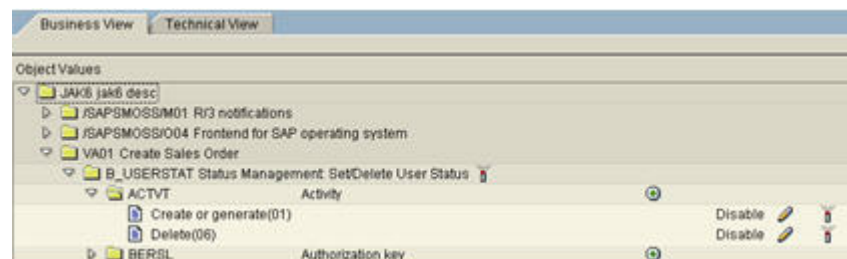 Business View Technical View
Object Values
JAK6 jak6 desc
/SAPSMOSS/M01 R/3 notifications
/SAPSMOSS/O04 Frontend for SAP operating system
VA01 Create Sales Order
B_USERSTAT Status Management: Set/Delete User Status
ACTVT Activity
Create or generate(01) Disable
Delete(06) Disable
BERSL Authorization key